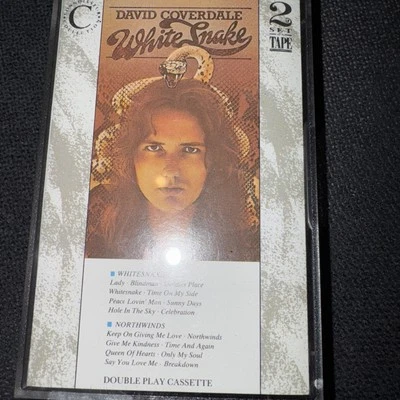 C
DAVID COVERDALE
White Snake
2
SET
TAPE
WHITESNAKE
Lady · Blindman · Place
Whitesnake · Time On My Side
Peace Lovin' Man · Sunny Days
Hole In The Sky · Celebration
NORTHWINDS
Keep On Giving Me Love · Northwinds
Give Me Kindness · Time And Again
Queen Of Hearts · Only My Soul
Say You Love Me · Breakdown
DOUBLE PLAY CASSETTE